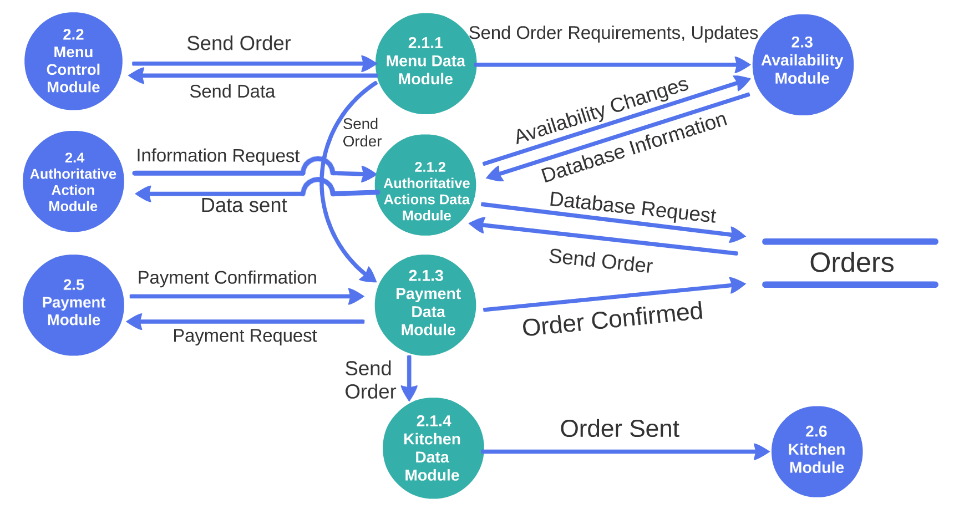 2.2
Menu
Control
Module
Send Order
Send Data
2.1.1
Menu Data
Module
Send Order Requirements, Updates
2.3
Availability
Module
Send
Order
Availability Changes
Database Information
2.4
Authoritative
Action
Module
Information Request
Data sent
2.1.2
Authoritative
Actions Data
Module
Database Request
Send Order
Orders
2.5
Payment
Module
Payment Confirmation
Payment Request
2.1.3
Payment
Data
Module
Order Confirmed
Send
Order
2.1.4
Kitchen
Data
Module
Order Sent
2.6
Kitchen
Module